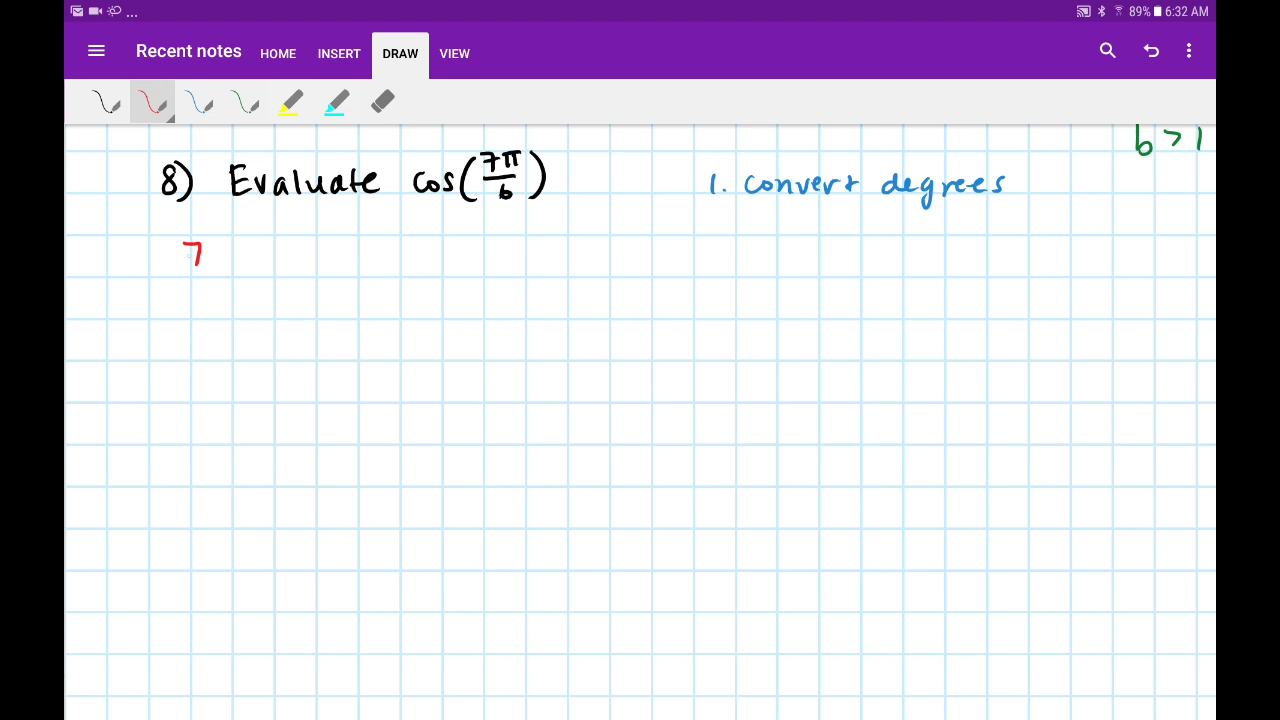 ... 89% 6:32 AM
Recent notes HOME INSERT DRAW VIEW
b > 1
8) Evaluate cos(7π/6)
1. convert degrees
7